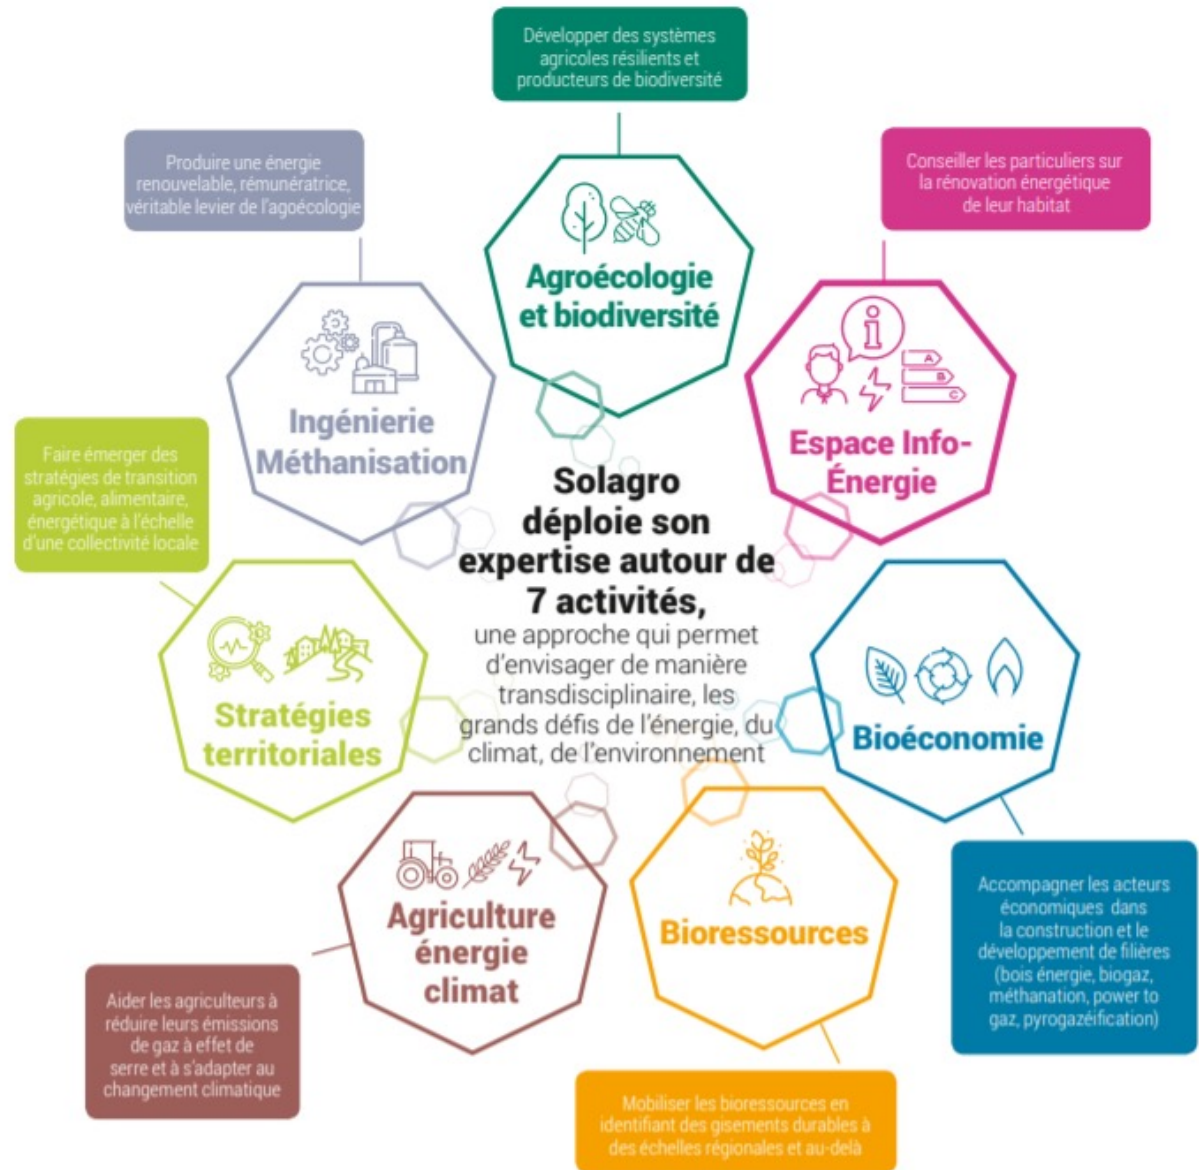 Développer des systèmes
agricoles résilients et
producteurs de biodiversité
Produire une énergie
renouvelable, rémunératrice,
véritable levier de l'agoécologie
Conseiller les particuliers sur
la rénovation énergétique
de leur habitat
Agroécologie
et biodiversité
Ingénierie
Méthanisation
A
B
C
Espace Info-
Énergie
Faire émerger des
stratégies de transition
agricole, alimentaire,
énergétique à l'échelle
d'une collectivité locale
Solagro
déploie son
expertise autour de
7 activités,
une approche qui permet
d'envisager de manière
transdisciplinaire, les
grands défis de l'énergie, du
climat, de l'environnement
Stratégies
territoriales
Bioéconomie
Agriculture
énergie
climat
Bioressources
Accompagner les acteurs
économiques dans
la construction et le
développement de filières
(bois énergie, biogaz,
méthanation, power to
gaz, pyrogazéification)
Aider les agriculteurs à
réduire leurs émissions
de gaz à effet de
serre et à s'adapter au
changement climatique
Mobiliser les bioressources en
identifiant des gisements durables à
des échelles régionales et au-delà